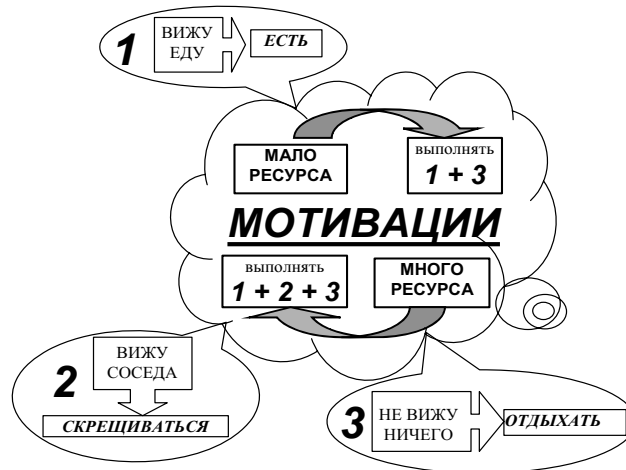 1
ВИЖУ
ЕДУ
ЕСТЬ
МАЛО
РЕСУРСА
выполнять
1 + 3
МОТИВАЦИИ
выполнять
1 + 2 + 3
МНОГО
РЕСУРСА
2
ВИЖУ
СОСЕДА
СКРЕЩИВАТЬСЯ
3
НЕ ВИЖУ
НИЧЕГО
ОТДЫХАТЬ